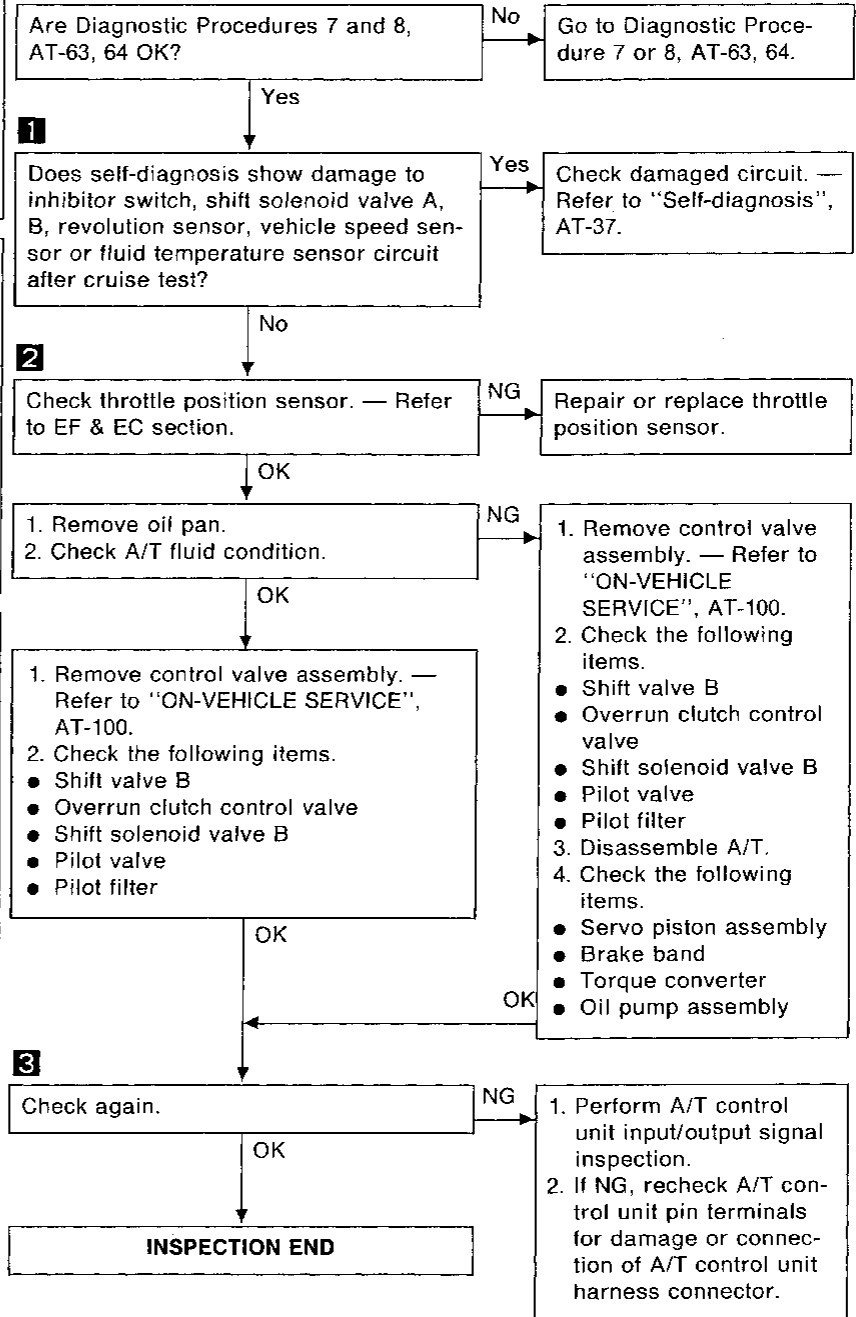 Are Diagnostic Procedures 7 and 8,
AT-63, 64 OK?
No
Go to Diagnostic Proce-
dure 7 or 8, AT-63, 64.
Yes
1
Does self-diagnosis show damage to
inhibitor switch, shift solenoid valve A,
B, revolution sensor, vehicle speed sen-
sor or fluid temperature sensor circuit
after cruise test?
Yes
Check damaged circuit. —
Refer to "Self-diagnosis",
AT-37.
No
2
Check throttle position sensor. — Refer
to EF & EC section.
NG
Repair or replace throttle
position sensor.
OK
1. Remove oil pan.
2. Check A/T fluid condition.
NG
1. Remove control valve
assembly. — Refer to
"ON-VEHICLE
SERVICE", AT-100.
2. Check the following
items.
● Shift valve B
● Overrun clutch control
valve
● Shift solenoid valve B
● Pilot valve
● Pilot filter
3. Disassemble A/T.
4. Check the following
items.
● Servo piston assembly
● Brake band
● Torque converter
● Oil pump assembly
OK
1. Remove control valve assembly. —
Refer to "ON-VEHICLE SERVICE",
AT-100.
2. Check the following items.
● Shift valve B
● Overrun clutch control valve
● Shift solenoid valve B
● Pilot valve
● Pilot filter
OK
OK
3
Check again.
NG
1. Perform A/T control
unit input/output signal
inspection.
2. If NG, recheck A/T con-
trol unit pin terminals
for damage or connec-
tion of A/T control unit
harness connector.
OK
INSPECTION END